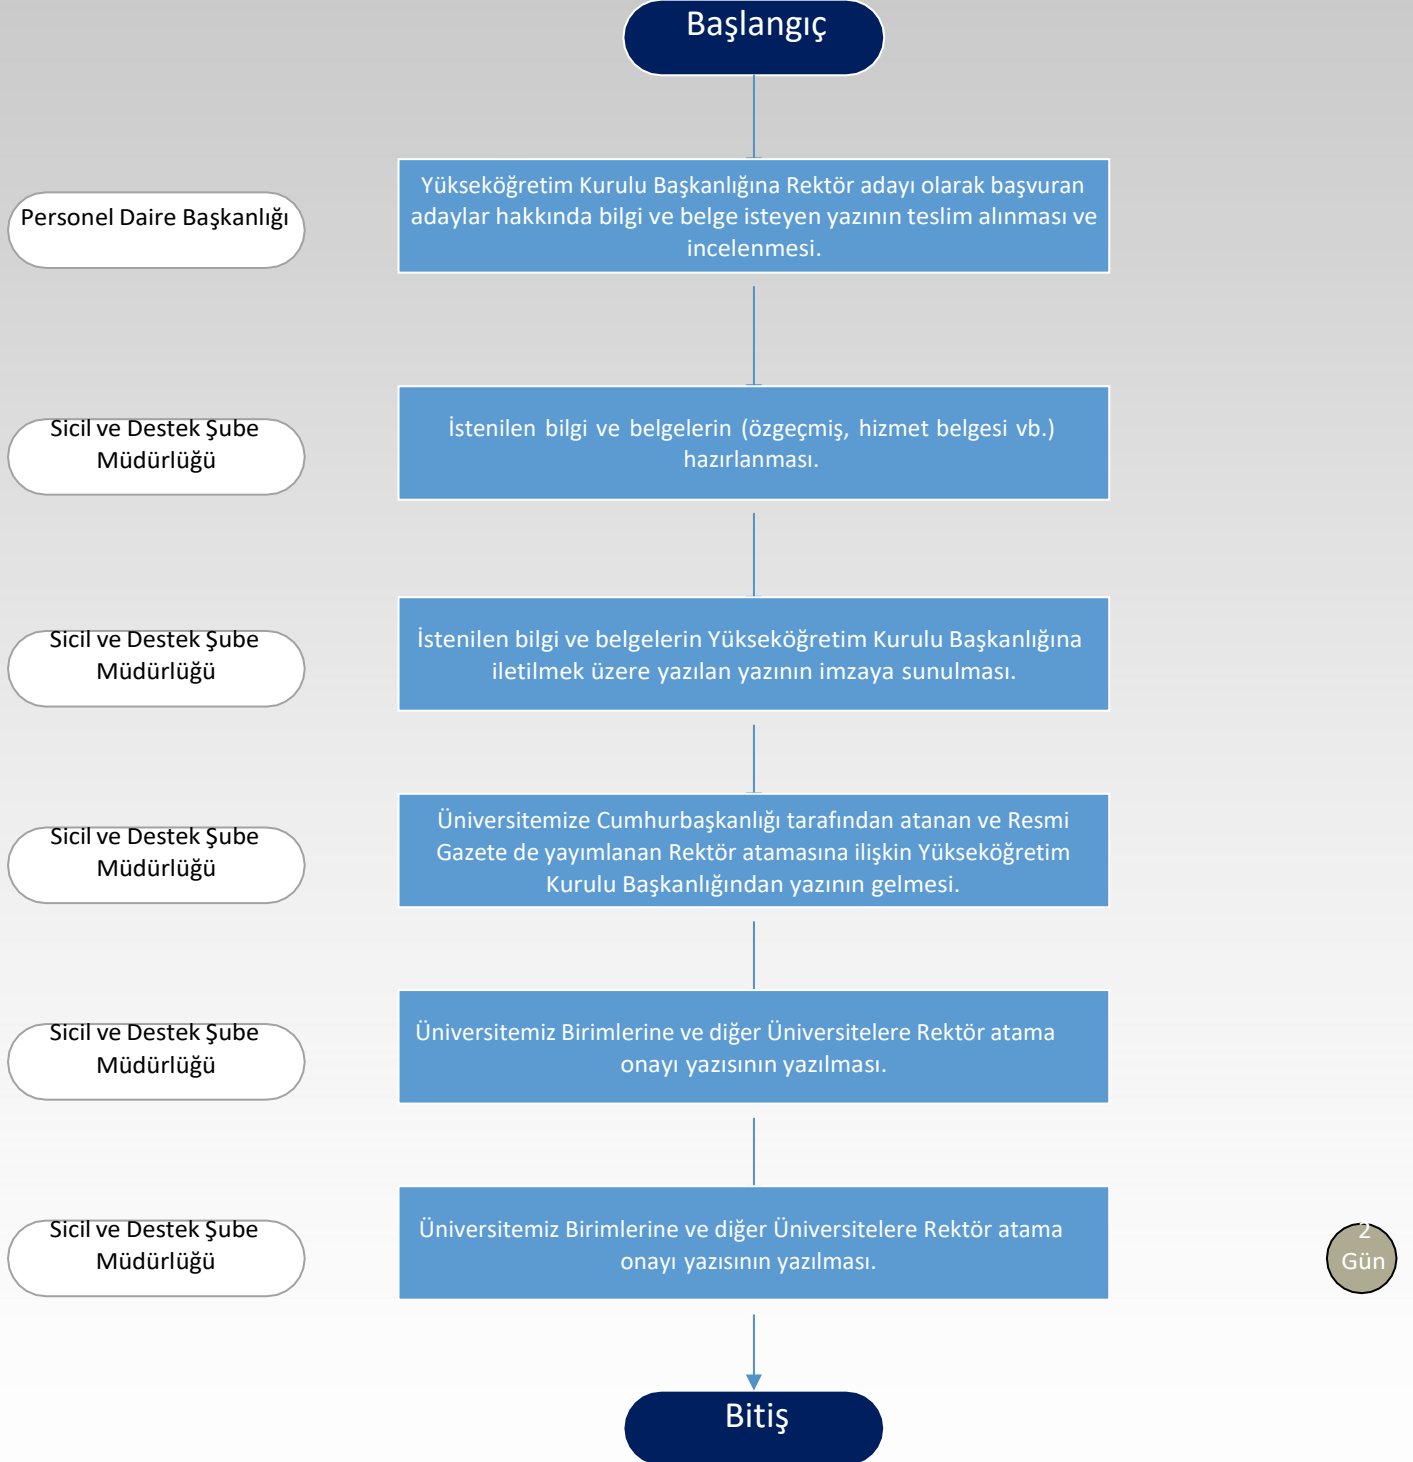 Başlangıç
Personel Daire Başkanlığı
Yükseköğretim Kurulu Başkanlığına Rektör adayı olarak başvuran
adaylar hakkında bilgi ve belge isteyen yazının teslim alınması ve
incelenmesi.
Sicil ve Destek Şube
Müdürlüğü
İstenilen bilgi ve belgelerin (özgeçmiş, hizmet belgesi vb.)
hazırlanması.
Sicil ve Destek Şube
Müdürlüğü
İstenilen bilgi ve belgelerin Yükseköğretim Kurulu Başkanlığına
iletilmek üzere yazılan yazının imzaya sunulması.
Sicil ve Destek Şube
Müdürlüğü
Üniversitemize Cumhurbaşkanlığı tarafından atanan ve Resmi
Gazete de yayımlanan Rektör atamasına ilişkin Yükseköğretim
Kurulu Başkanlığından yazının gelmesi.
Sicil ve Destek Şube
Müdürlüğü
Üniversitemiz Birimlerine ve diğer Üniversitelere Rektör atama
onayı yazısının yazılması.
Sicil ve Destek Şube
Müdürlüğü
Üniversitemiz Birimlerine ve diğer Üniversitelere Rektör atama
onayı yazısının yazılması.
2
Gün
Bitiş